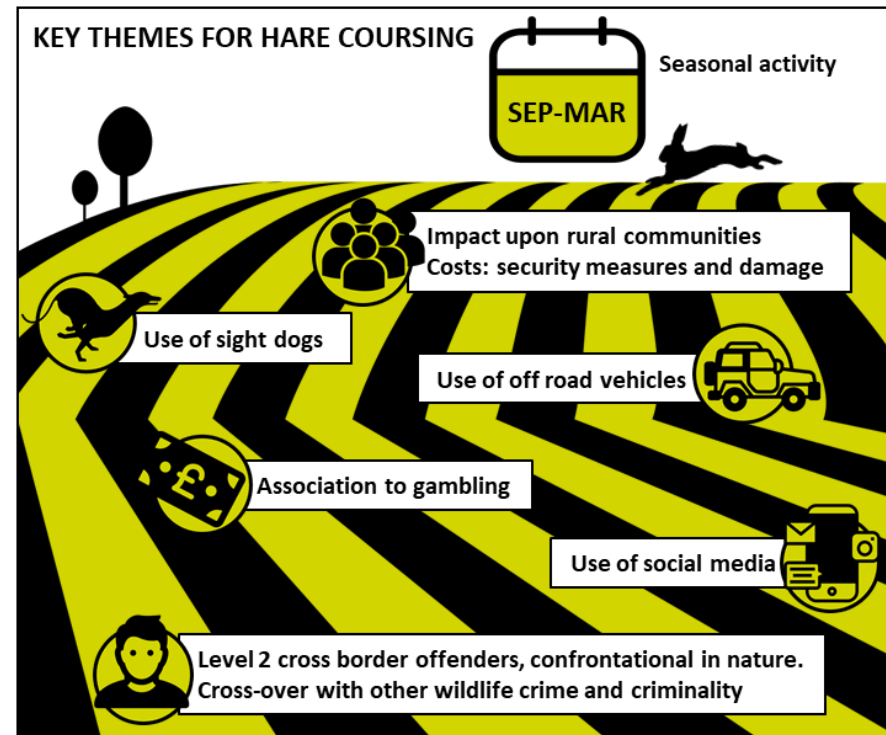 KEY THEMES FOR HARE COURSING
Seasonal activity
SEP-MAR
Impact upon rural communities
Costs: security measures and damage
Use of sight dogs
Use of off road vehicles
£
Association to gambling
Use of social media
Level 2 cross border offenders, confrontational in nature.
Cross-over with other wildlife crime and criminality